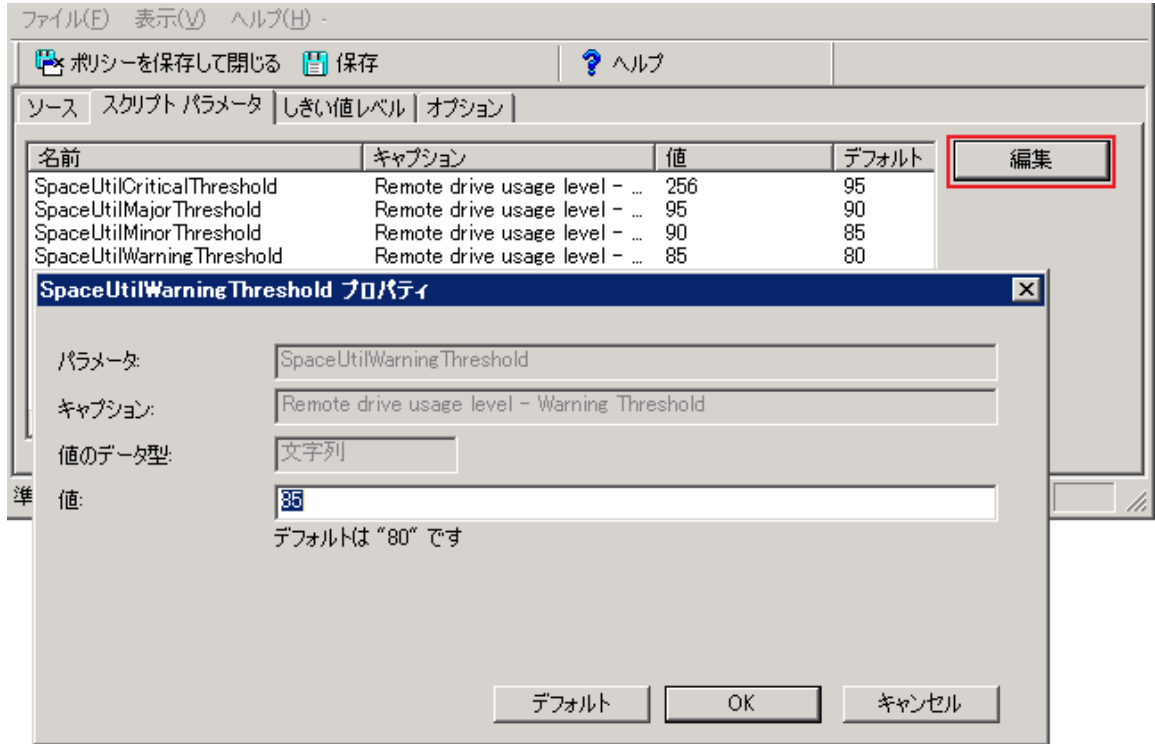 ファイル(F) 表示(V) ヘルプ(H)
ポリシーを保存して閉じる 保存 ヘルプ
ソース スクリプト パラメータ しきい値レベル オプション
名前 キャプション 値 デフォルト 編集
SpaceUtilCriticalThreshold Remote drive usage level - ... 256 95
SpaceUtilMajorThreshold Remote drive usage level - ... 95 90
SpaceUtilMinorThreshold Remote drive usage level - ... 90 85
SpaceUtilWarningThreshold Remote drive usage level - ... 85 80
SpaceUtilWarningThreshold プロパティ
パラメータ: SpaceUtilWarningThreshold
キャプション: Remote drive usage level - Warning Threshold
値のデータ型: 文字列
準 値: 85
デフォルトは "80" です
デフォルト OK キャンセル